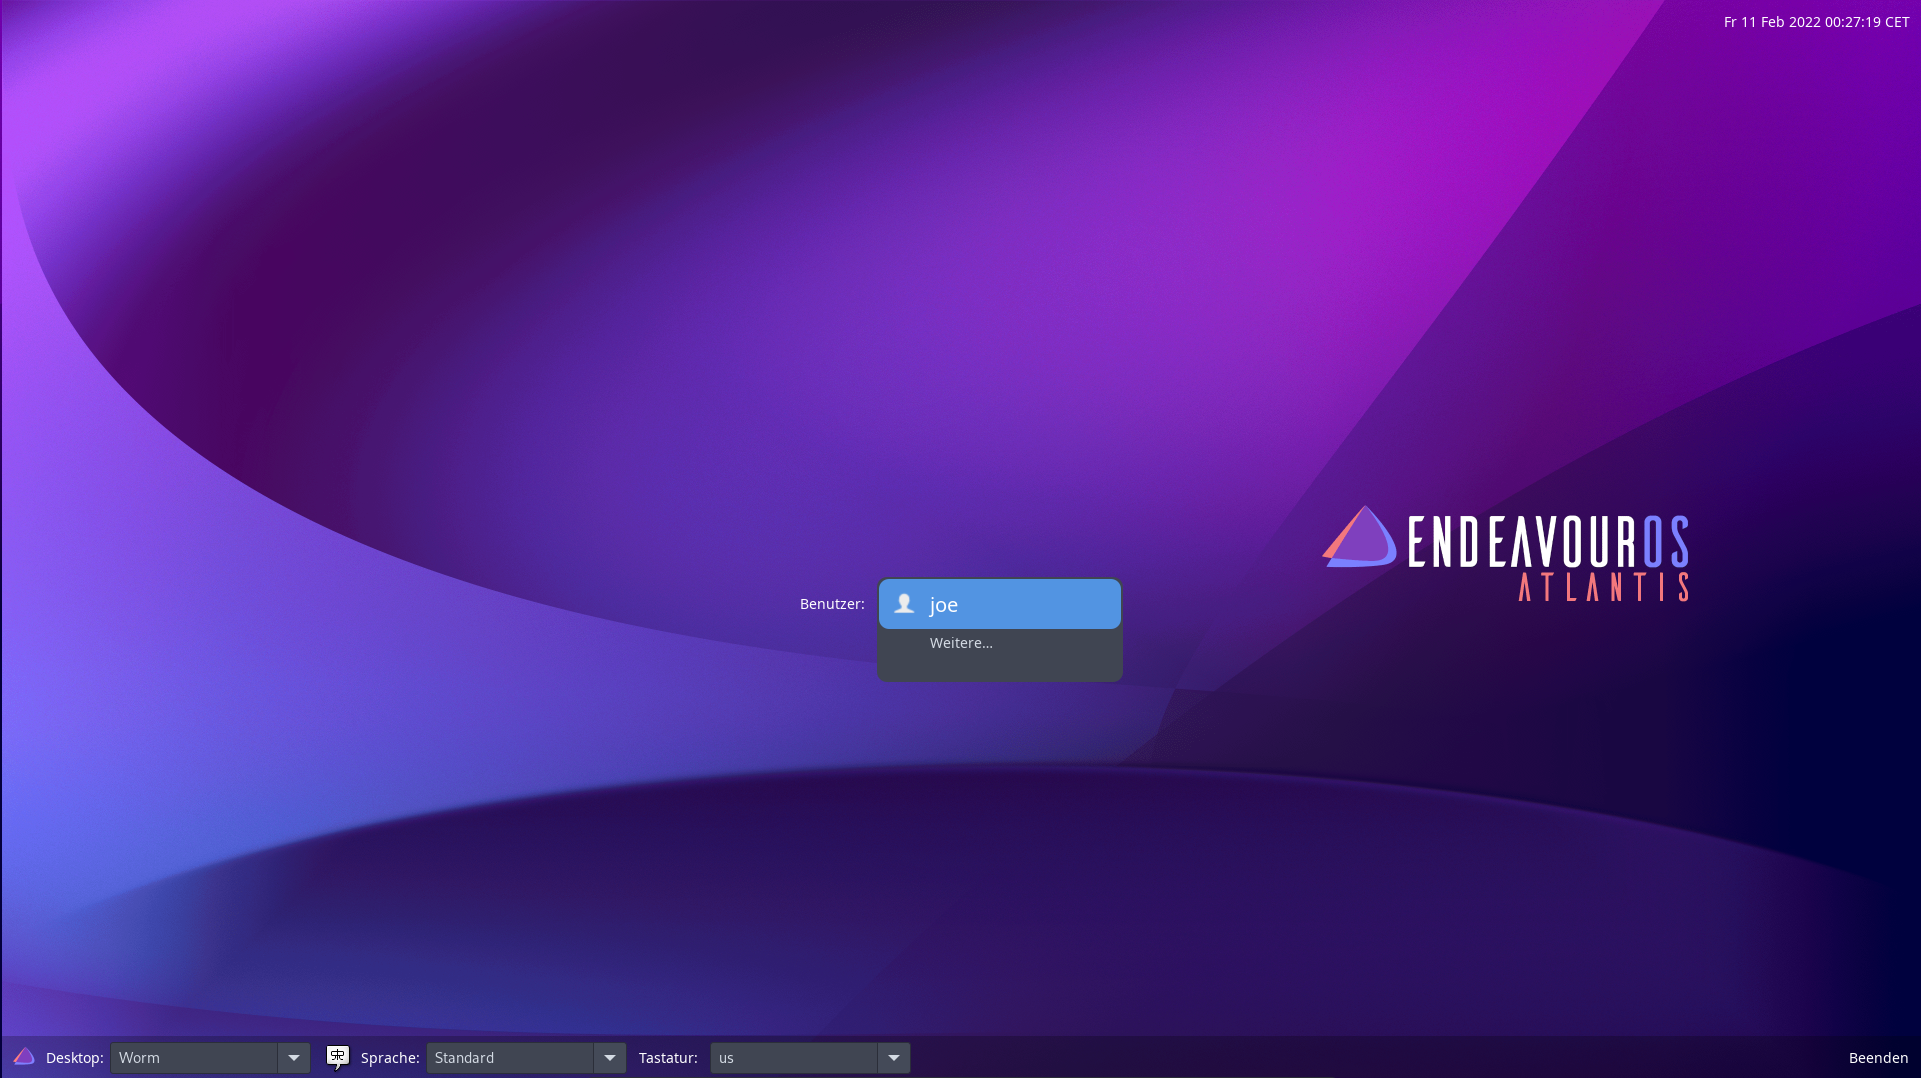 Fr 11 Feb 2022 00:27:19 CET
ENDEAVOUROS
ATLANTIS
Benutzer: joe
Weitere...
Desktop: Worm Sprache: Standard Tastatur: us Beenden